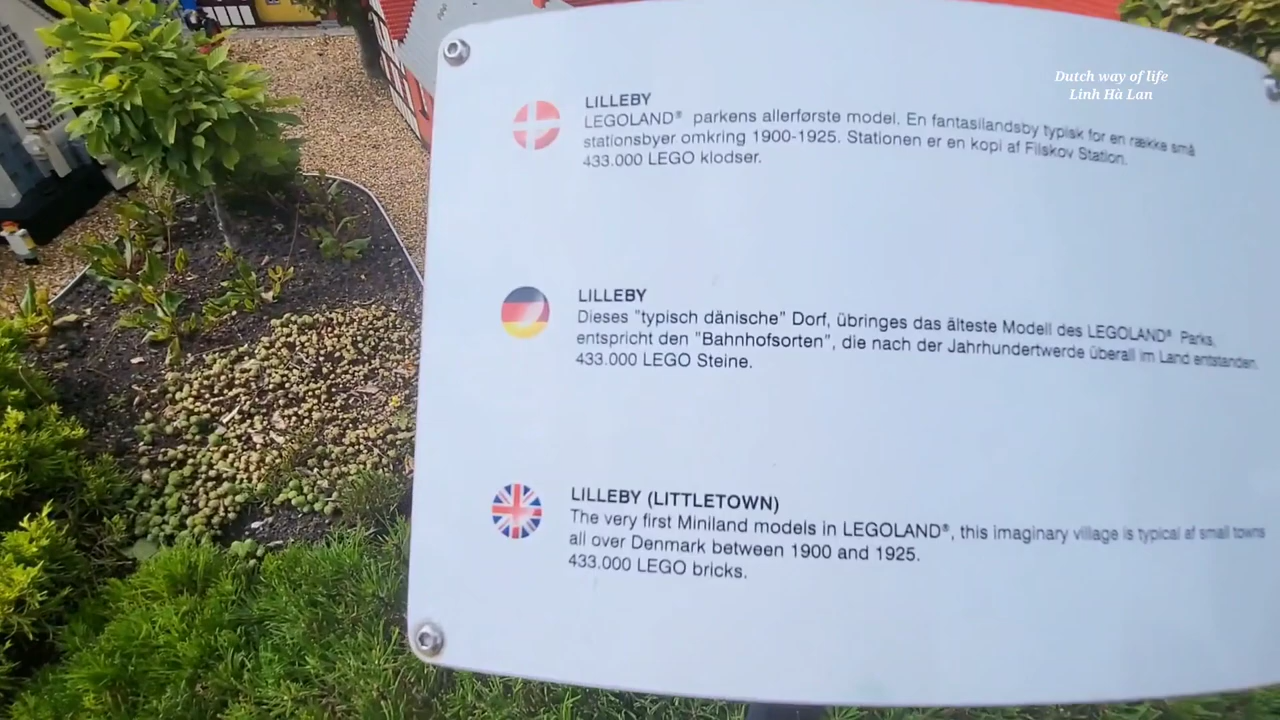 Dutch way of life
Linh Hà Lan
LILLEBY
LEGOLAND® parkens allerførste model. En fantasilandsby typisk for en række små
stationsbyer omkring 1900-1925. Stationen er en kopi af Filskov Station.
433.000 LEGO klodser.
LILLEBY
Dieses "typisch dänische" Dorf, übringes das älteste Modell des LEGOLAND® Parks,
entspricht den "Bahnhofsorten", die nach der Jahrhundertwerde überall im Land entstanden.
433.000 LEGO Steine.
LILLEBY (LITTLETOWN)
The very first Miniland models in LEGOLAND®, this imaginary village is typical af small towns
all over Denmark between 1900 and 1925.
433.000 LEGO bricks.